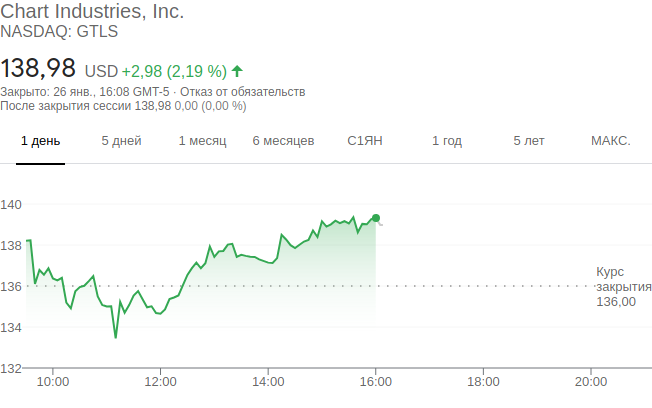 Chart Industries, Inc.
NASDAQ: GTLS
138,98 USD +2,98 (2,19 %)
Закрыто: 26 янв., 16:08 GMT-5 · Отказ от обязательств
После закрытия сессии 138,98 0,00 (0,00 %)
1 день 5 дней 1 месяц 6 месяцев С1ЯН 1 год 5 лет МАКС.
140
138
136
134
132
Курс
закрытия
136,00
10:00 12:00 14:00 16:00 18:00 20:00